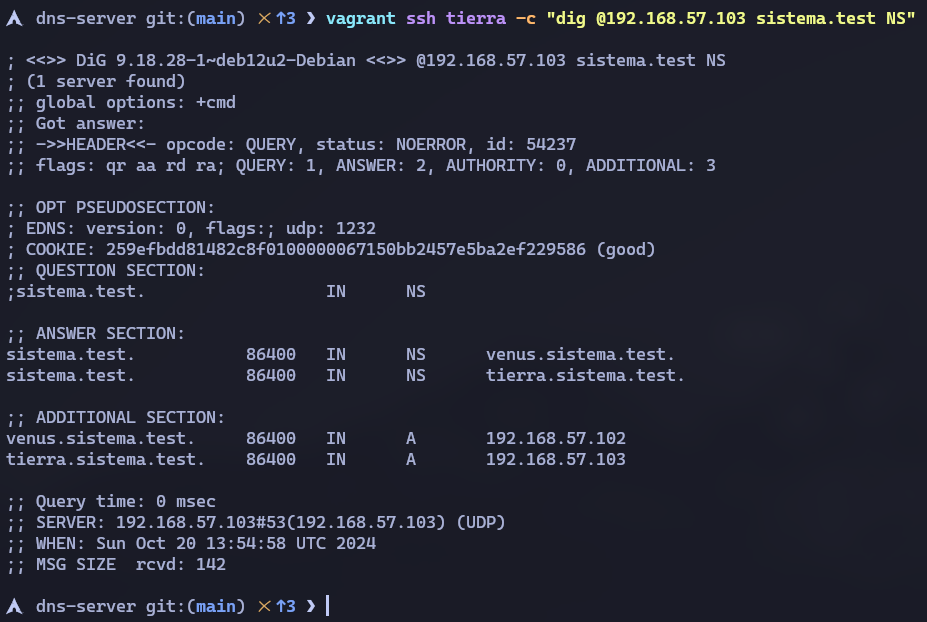 dns-server git:(main) ×↑3 ❯ vagrant ssh tierra -c "dig @192.168.57.103 sistema.test NS"

; <<>> DiG 9.18.28-1~deb12u2-Debian <<>> @192.168.57.103 sistema.test NS
; (1 server found)
;; global options: +cmd
;; Got answer:
;; ->>HEADER<<- opcode: QUERY, status: NOERROR, id: 54237
;; flags: qr aa rd ra; QUERY: 1, ANSWER: 2, AUTHORITY: 0, ADDITIONAL: 3

;; OPT PSEUDOSECTION:
; EDNS: version: 0, flags:; udp: 1232
; COOKIE: 259efbdd81482c8f0100000067150bb2457e5ba2ef229586 (good)
;; QUESTION SECTION:
;sistema.test. IN NS

;; ANSWER SECTION:
sistema.test. 86400 IN NS venus.sistema.test.
sistema.test. 86400 IN NS tierra.sistema.test.

;; ADDITIONAL SECTION:
venus.sistema.test. 86400 IN A 192.168.57.102
tierra.sistema.test. 86400 IN A 192.168.57.103

;; Query time: 0 msec
;; SERVER: 192.168.57.103#53(192.168.57.103) (UDP)
;; WHEN: Sun Oct 20 13:54:58 UTC 2024
;; MSG SIZE rcvd: 142

dns-server git:(main) ×↑3 ❯